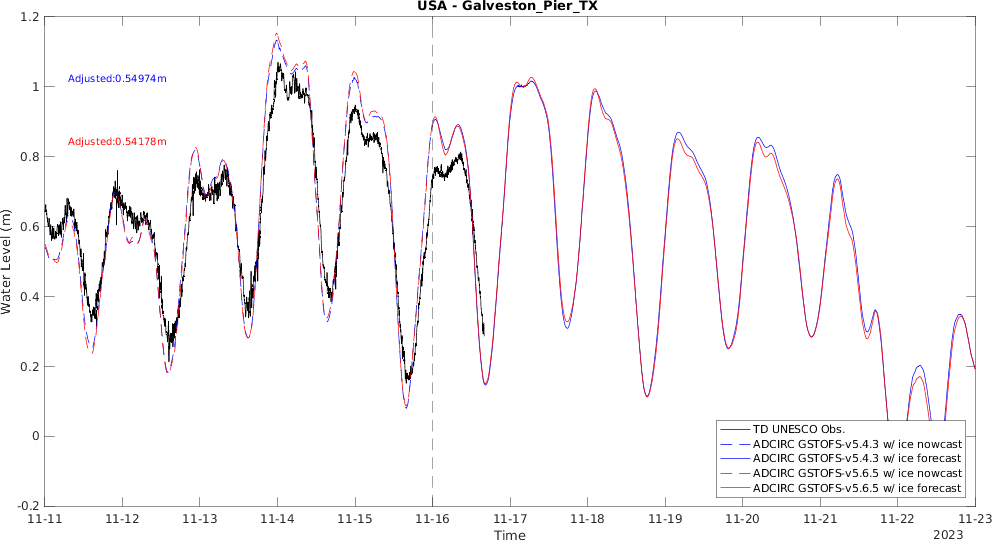 USA - Galveston_Pier_TX
1.2
1
0.8
0.6
0.4
0.2
0
-0.2
Water Level (m)
Adjusted:0.54974m
Adjusted:0.54178m
TD UNESCO Obs.
ADCIRC GSTOFS-v5.4.3 w/ ice nowcast
ADCIRC GSTOFS-v5.4.3 w/ ice forecast
ADCIRC GSTOFS-v5.6.5 w/ ice nowcast
ADCIRC GSTOFS-v5.6.5 w/ ice forecast
11-11 11-12 11-13 11-14 11-15 11-16 11-17 11-18 11-19 11-20 11-21 11-22 11-23
Time
2023